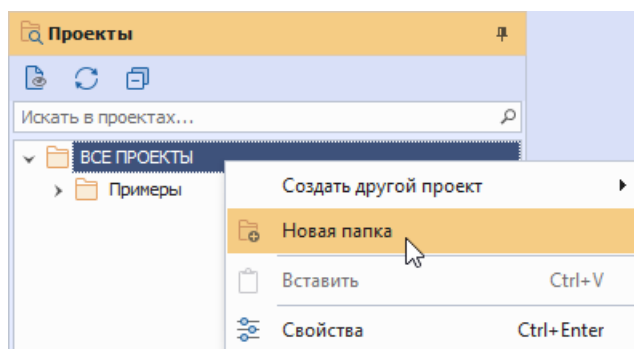 Проекты
Искать в проектах...
ВСЕ ПРОЕКТЫ
Примеры
Создать другой проект
Новая папка
Вставить Ctrl+V
Свойства Ctrl+Enter